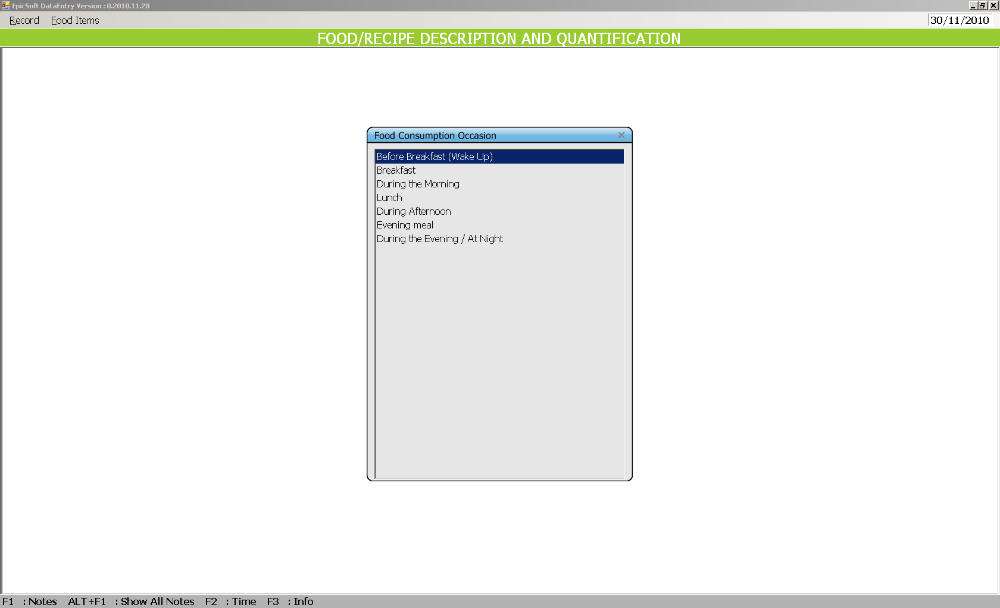 EpicSoft DataEntry Version : 0.2010.11.28
Record Food Items 30/11/2010
FOOD/RECIPE DESCRIPTION AND QUANTIFICATION
Food Consumption Occasion
Before Breakfast (Wake Up)
Breakfast
During the Morning
Lunch
During Afternoon
Evening meal
During the Evening / At Night
F1 : Notes ALT+F1 : Show All Notes F2 : Time F3 : Info